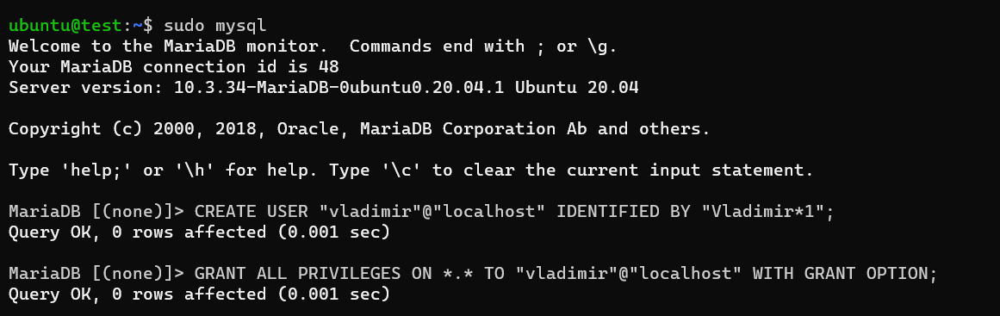 ubuntu@test:~$ sudo mysql
Welcome to the MariaDB monitor.  Commands end with ; or \g.
Your MariaDB connection id is 48
Server version: 10.3.34-MariaDB-0ubuntu0.20.04.1 Ubuntu 20.04
Copyright (c) 2000, 2018, Oracle, MariaDB Corporation Ab and others.
Type 'help;' or '\h' for help. Type '\c' to clear the current input statement.
MariaDB [(none)]> CREATE USER "vladimir"@"localhost" IDENTIFIED BY "Vladimir*1";
Query OK, 0 rows affected (0.001 sec)
MariaDB [(none)]> GRANT ALL PRIVILEGES ON *.* TO "vladimir"@"localhost" WITH GRANT OPTION;
Query OK, 0 rows affected (0.001 sec)